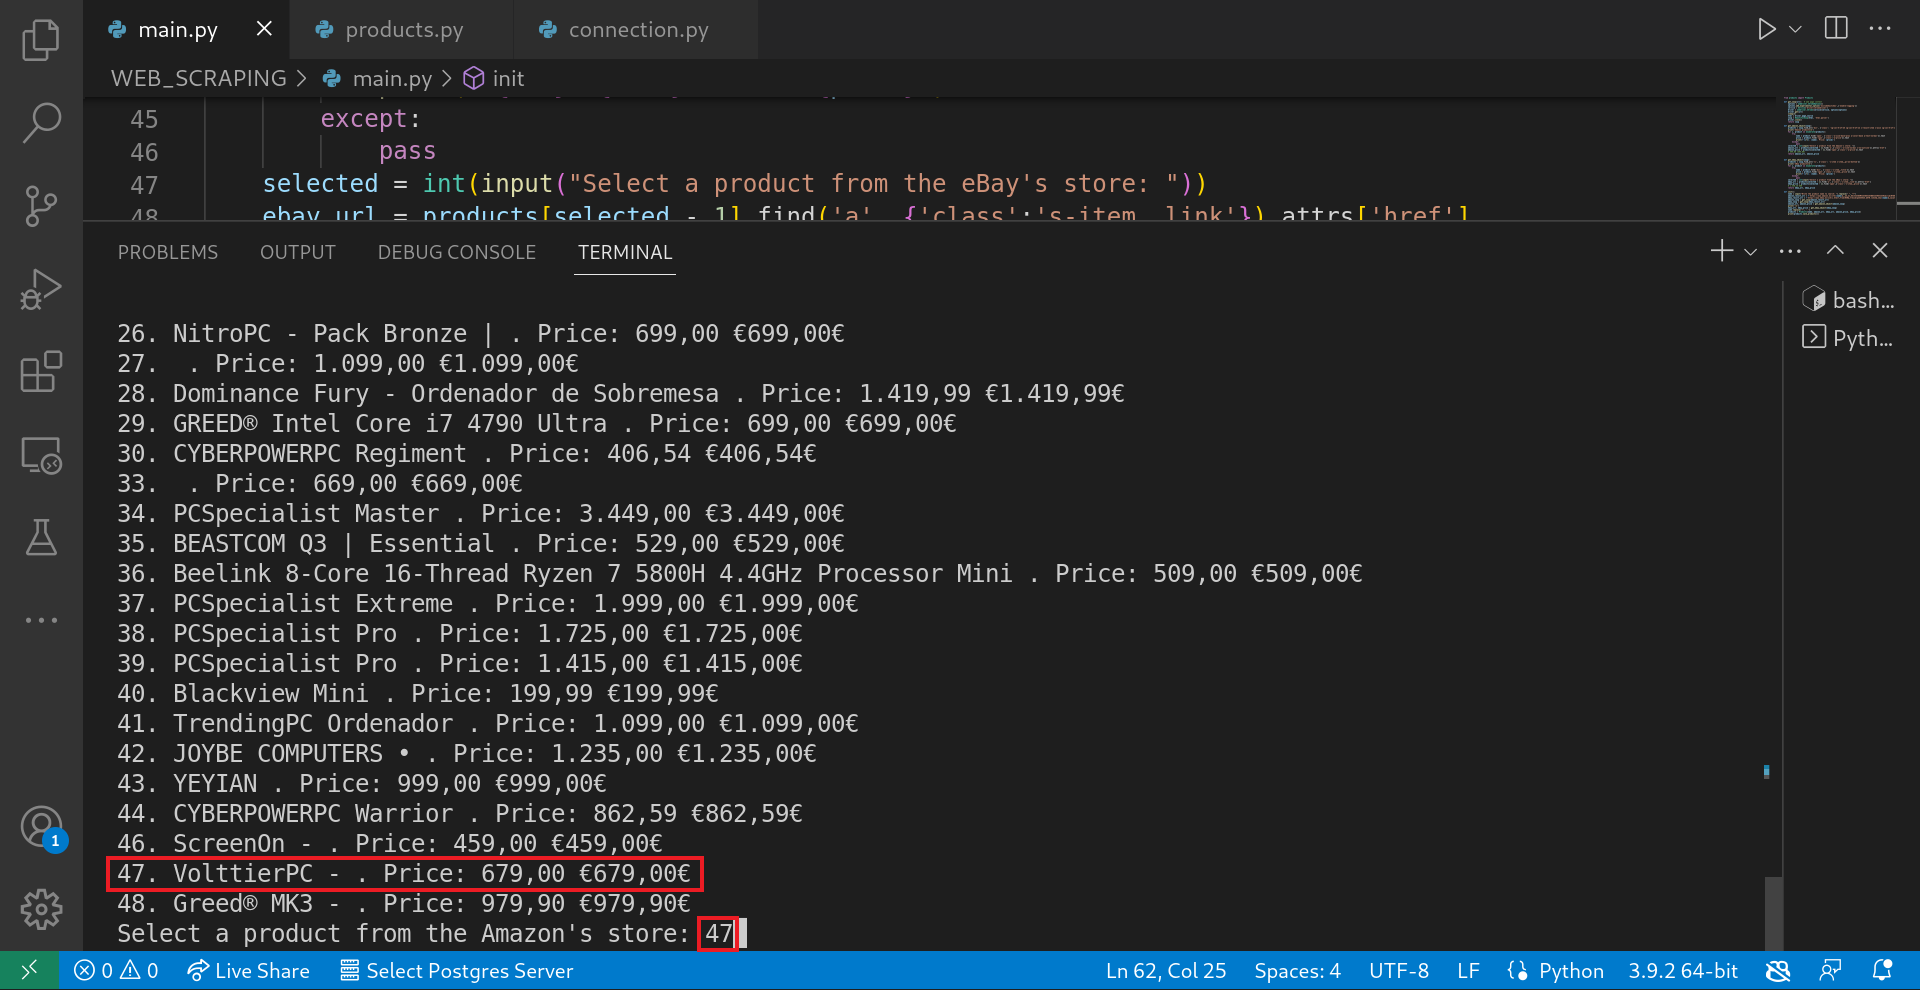 main.py
products.py
connection.py
WEB_SCRAPING > main.py > init
45 except:
46 pass
47 selected = int(input("Select a product from the eBay's store: "))
48 ebay_url = products[selected - 1].find('a', {'class':'s-item__link'}).attrs['href']
PROBLEMS OUTPUT DEBUG CONSOLE TERMINAL
bash...
Pyth...
26. NitroPC - Pack Bronze | . Price: 699,00 €699,00€
27.  . Price: 1.099,00 €1.099,00€
28. Dominance Fury - Ordenador de Sobremesa . Price: 1.419,99 €1.419,99€
29. GREED® Intel Core i7 4790 Ultra . Price: 699,00 €699,00€
30. CYBERPOWERPC Regiment . Price: 406,54 €406,54€
33.  . Price: 669,00 €669,00€
34. PCSpecialist Master . Price: 3.449,00 €3.449,00€
35. BEASTCOM Q3 | Essential . Price: 529,00 €529,00€
36. Beelink 8-Core 16-Thread Ryzen 7 5800H 4.4GHz Processor Mini . Price: 509,00 €509,00€
37. PCSpecialist Extreme . Price: 1.999,00 €1.999,00€
38. PCSpecialist Pro . Price: 1.725,00 €1.725,00€
39. PCSpecialist Pro . Price: 1.415,00 €1.415,00€
40. Blackview Mini . Price: 199,99 €199,99€
41. TrendingPC Ordenador . Price: 1.099,00 €1.099,00€
42. JOYBE COMPUTERS • . Price: 1.235,00 €1.235,00€
43. YEYIAN . Price: 999,00 €999,00€
44. CYBERPOWERPC Warrior . Price: 862,59 €862,59€
46. ScreenOn - . Price: 459,00 €459,00€
47. VolttierPC - . Price: 679,00 €679,00€
48. Greed® MK3 - . Price: 979,90 €979,90€
Select a product from the Amazon's store: 47
1
0 0 Live Share Select Postgres Server Ln 62, Col 25 Spaces: 4 UTF-8 LF Python 3.9.2 64-bit